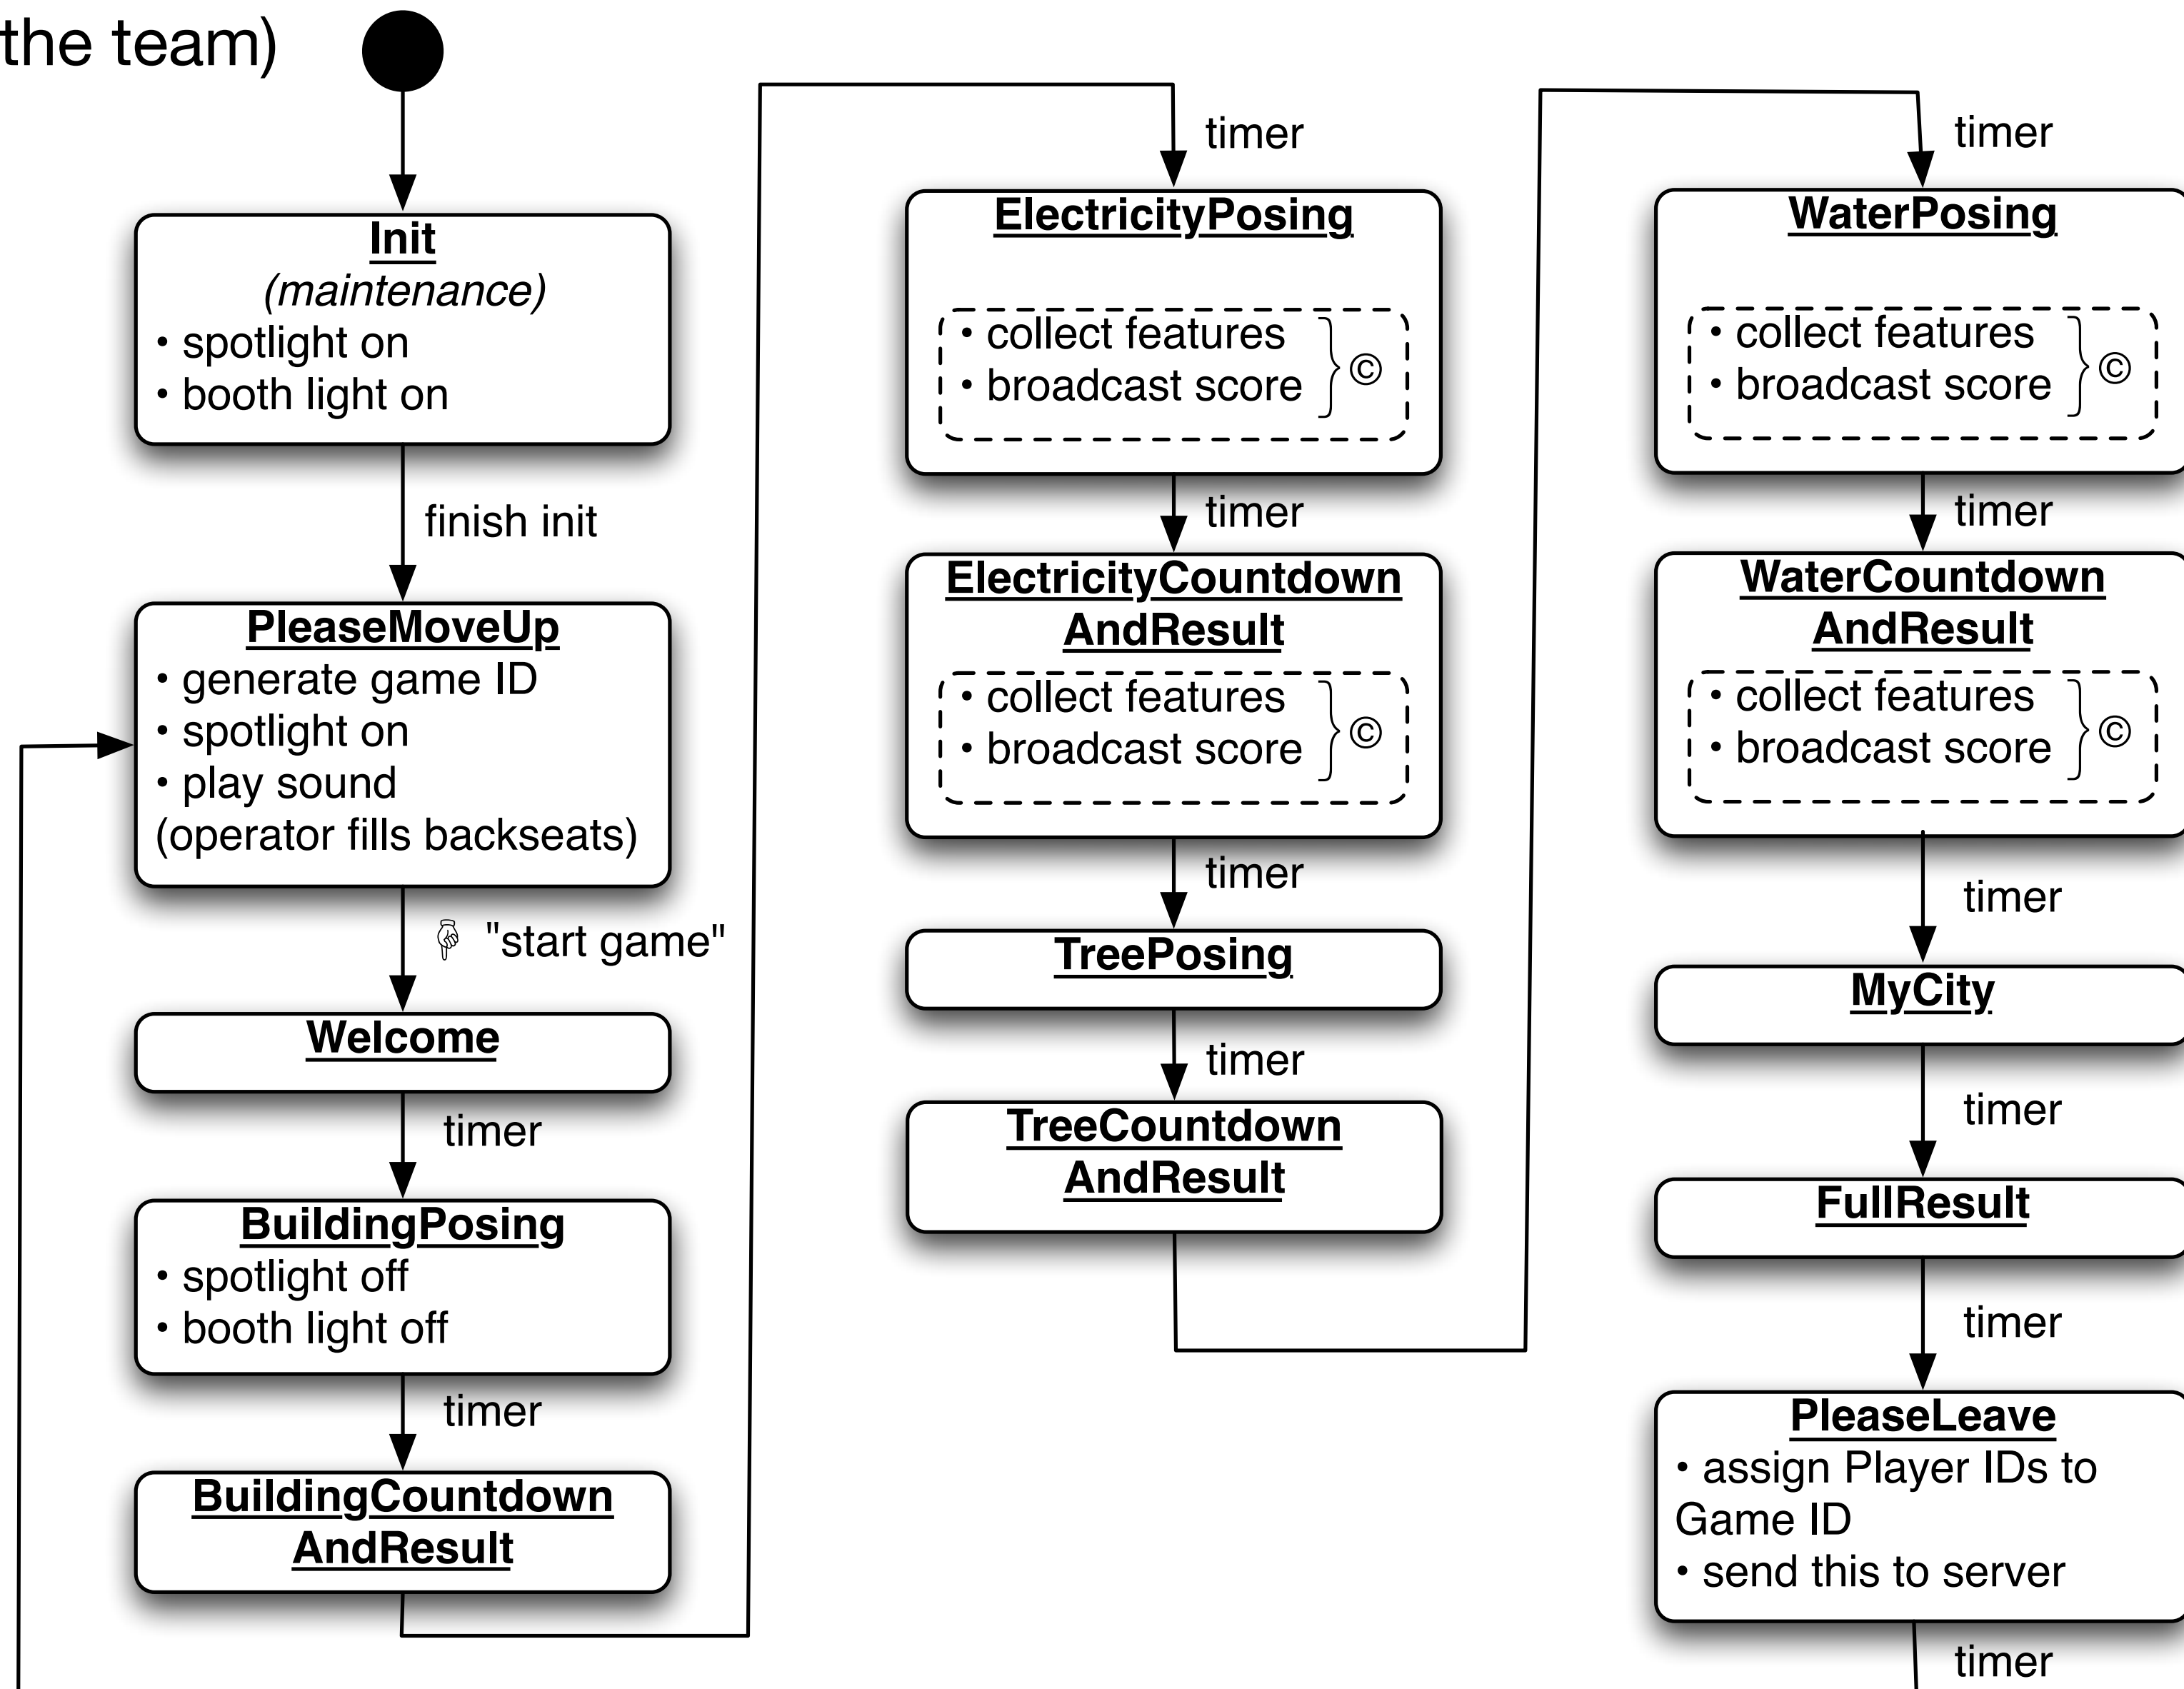 the team)
Init
(maintenance)
• spotlight on
• booth light on
finish init
PleaseMoveUp
• generate game ID
• spotlight on
• play sound
(operator fills backseats)
☟ "start game"
Welcome
timer
BuildingPosing
• spotlight off
• booth light off
timer
BuildingCountdown
AndResult
timer
ElectricityPosing
• collect features
• broadcast score
©
timer
ElectricityCountdown
AndResult
• collect features
• broadcast score
©
timer
TreePosing
timer
TreeCountdown
AndResult
timer
WaterPosing
• collect features
• broadcast score
©
timer
WaterCountdown
AndResult
• collect features
• broadcast score
©
timer
MyCity
timer
FullResult
timer
PleaseLeave
• assign Player IDs to
Game ID
• send this to server
timer